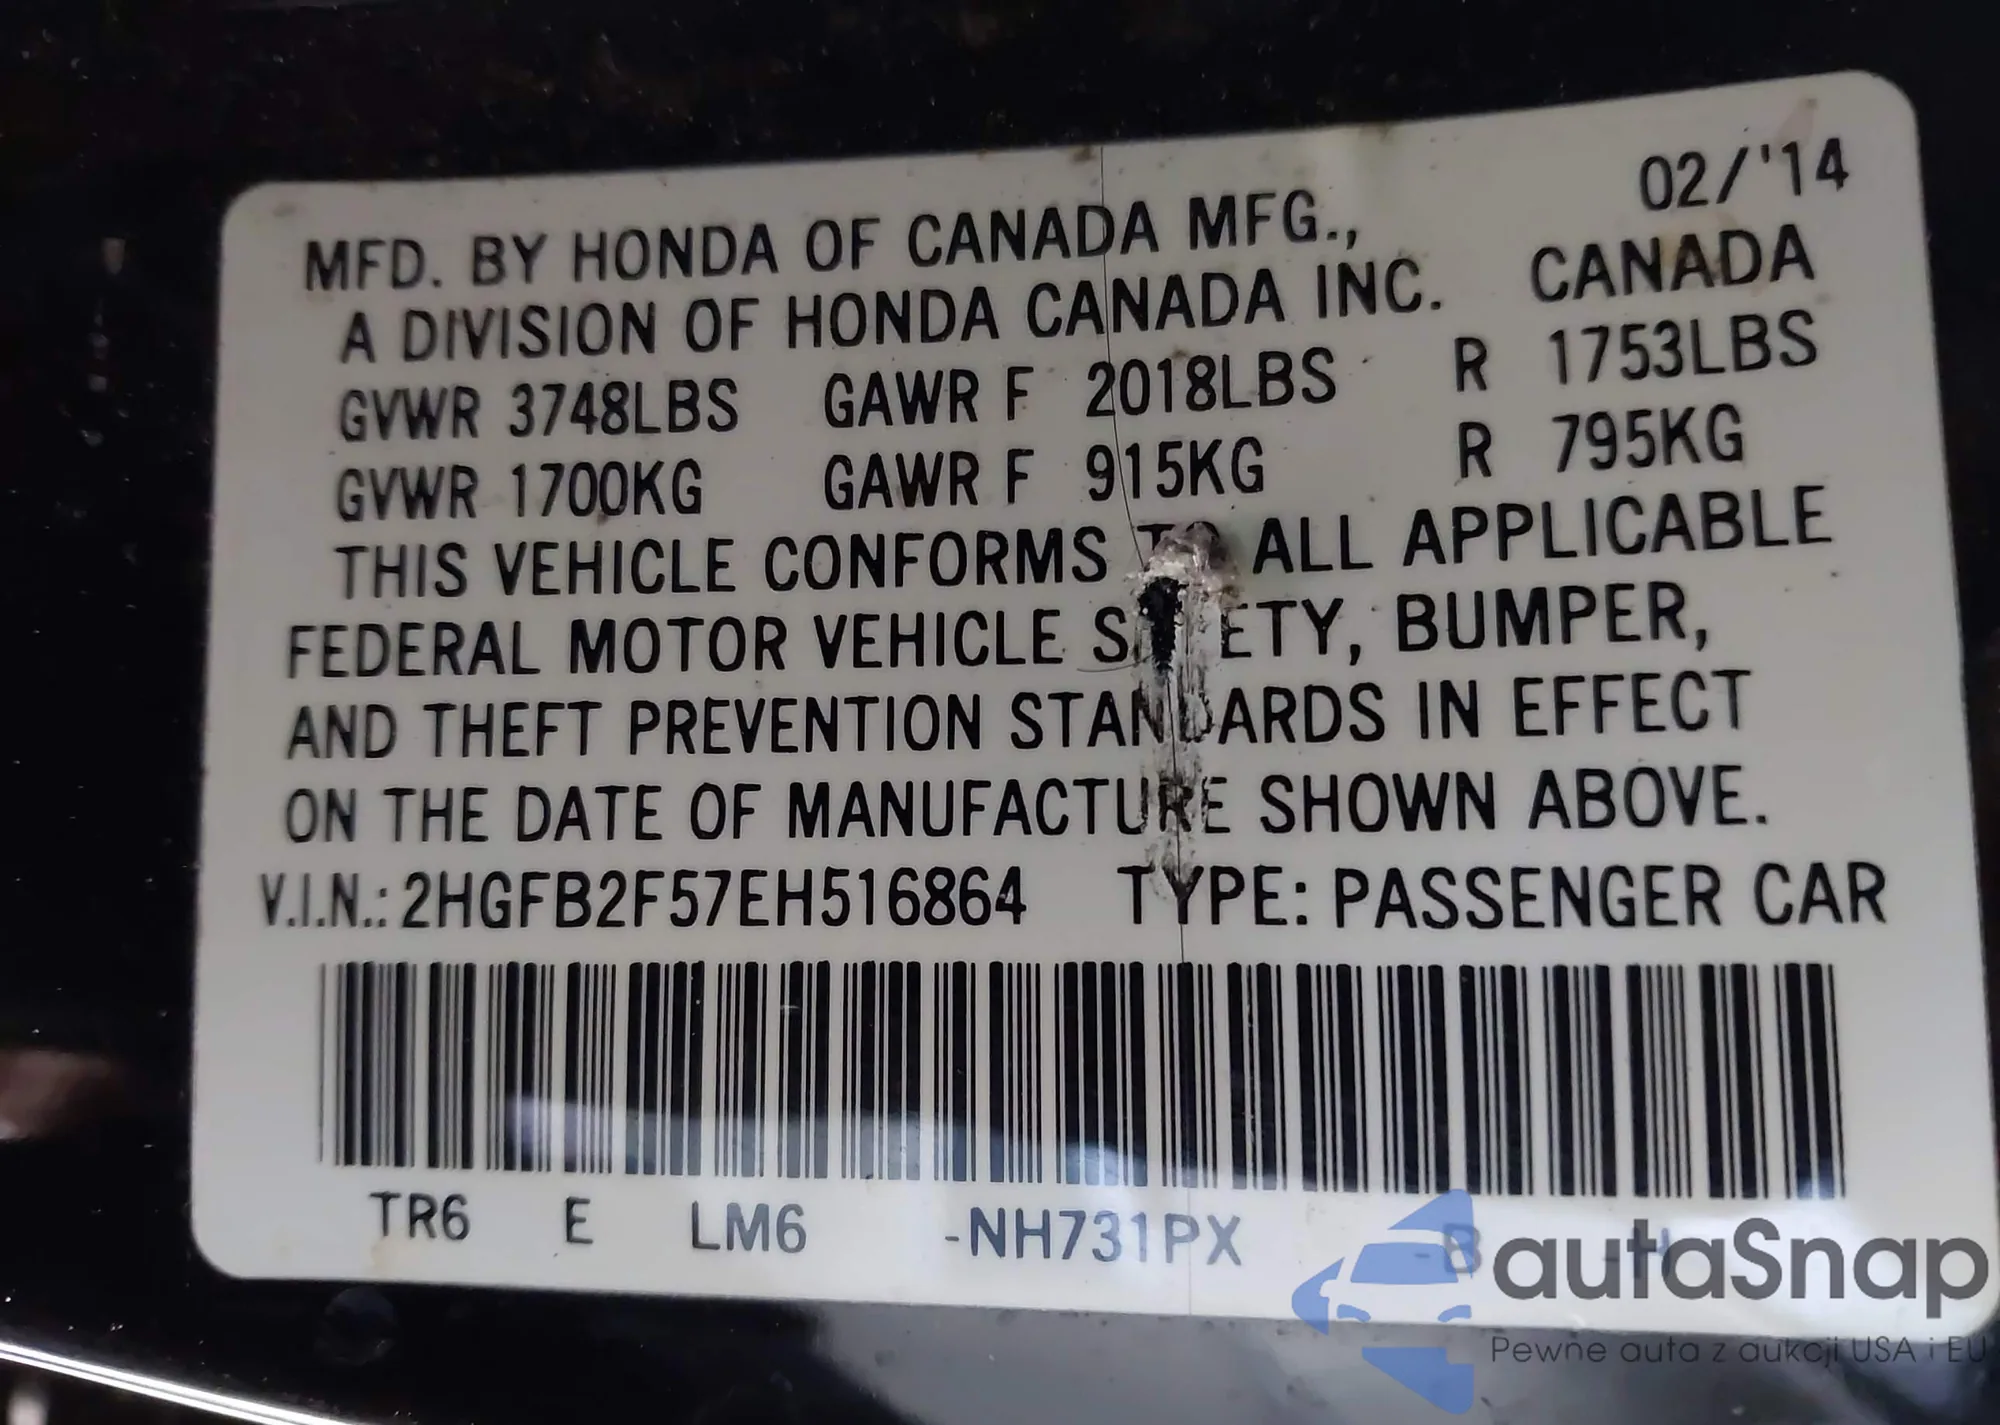 02/'14
MFD. BY HONDA OF CANADA MFG.,
A DIVISION OF HONDA CANADA INC. CANADA
GVWR 3748LBS GAWR F 2018LBS R 1753LBS
GVWR 1700KG GAWR F 915KG R 795KG
THIS VEHICLE CONFORMS TO ALL APPLICABLE
FEDERAL MOTOR VEHICLE SAFETY, BUMPER,
AND THEFT PREVENTION STANDARDS IN EFFECT
ON THE DATE OF MANUFACTURE SHOWN ABOVE.
V.I.N.: 2HGFB2F57EH516864 TYPE: PASSENGER CAR
TR6 E LM6 -NH731PX -B -H
autaSnap
Pewne auta z aukcji USA i EU